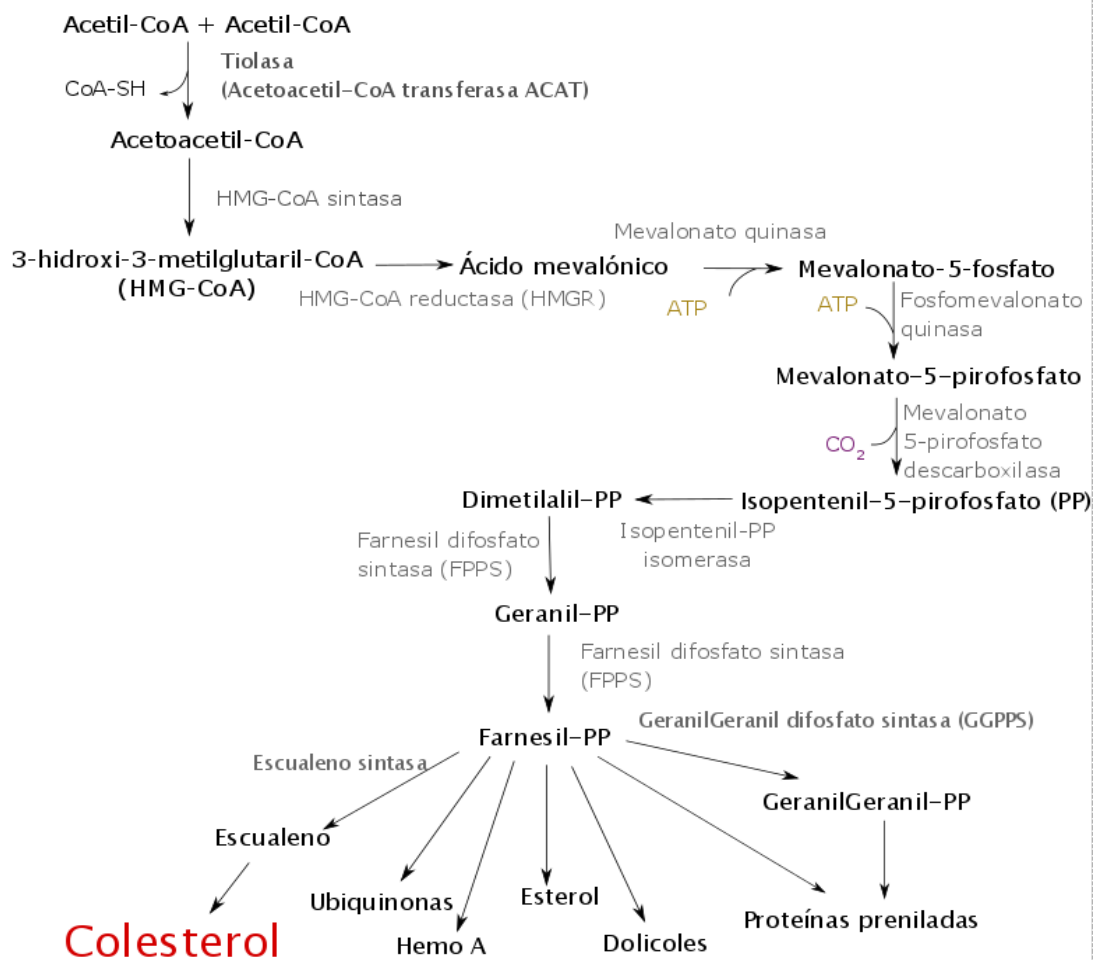 Acetil-CoA + Acetil-CoA
Tiolasa
(Acetoacetil-CoA transferasa ACAT)
CoA-SH
Acetoacetil-CoA
HMG-CoA sintasa
3-hidroxi-3-metilglutaril-CoA
(HMG-CoA)
HMG-CoA reductasa (HMGR)
Ácido mevalónico
Mevalonato quinasa
ATP
Mevalonato-5-fosfato
ATP
Fosfomevalonato
quinasa
Mevalonato-5-pirofosfato
CO2
Mevalonato
5-pirofosfato
descarboxilasa
Isopentenil-5-pirofosfato (PP)
Isopentenil-PP
isomerasa
Dimetilalil-PP
Farnesil difosfato
sintasa (FPPS)
Geranil-PP
Farnesil difosfato sintasa
(FPPS)
Farnesil-PP
GeranilGeranil difosfato sintasa (GGPPS)
Escualeno sintasa
GeranilGeranil-PP
Escualeno
Ubiquinonas
Esterol
Proteínas preniladas
Colesterol
Hemo A
Dolicoles